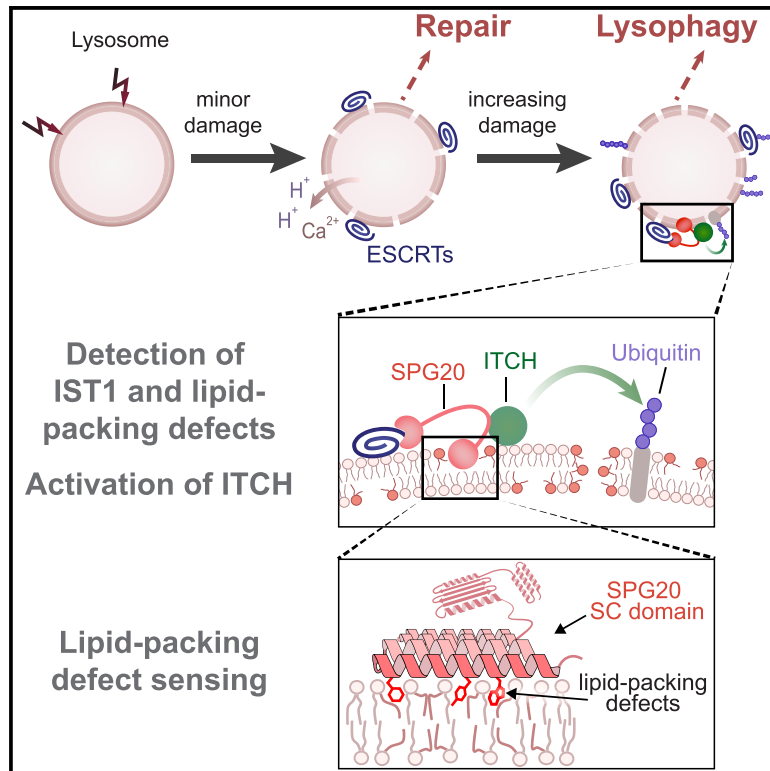 Repair
Lysophagy
Lysosome
minor
damage
increasing
damage
H+
H+
Ca2+
ESCRTs
Detection of
IST1 and lipid-
packing defects
Activation of ITCH
SPG20
ITCH
Ubiquitin
Lipid-packing
defect sensing
SPG20
SC domain
lipid-packing
defects